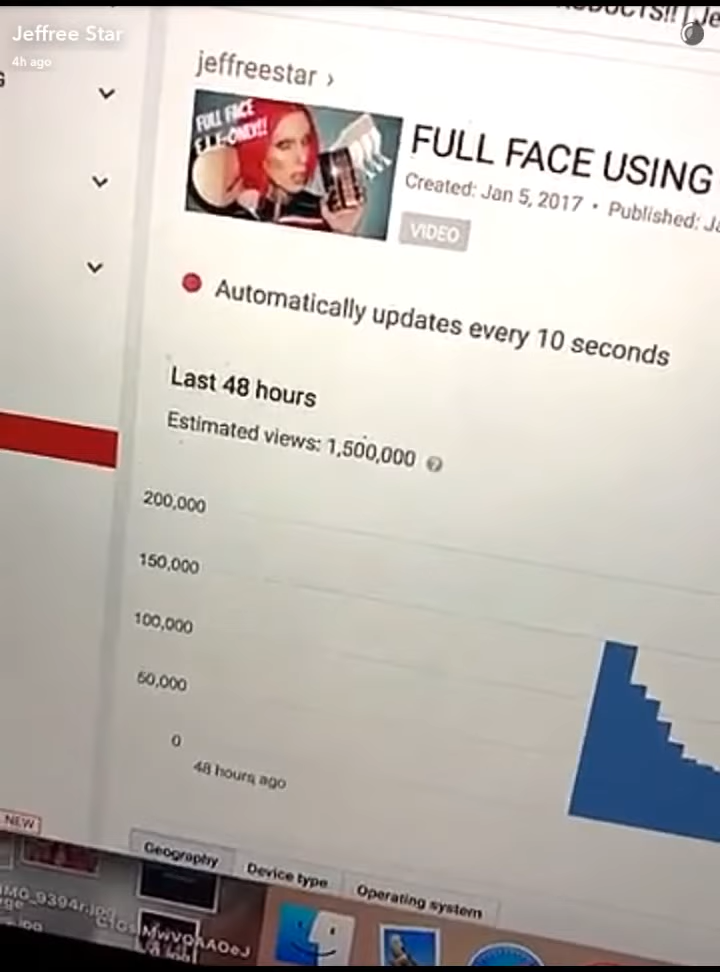 Jeffree Star
4h ago
jeffreestar ›
FULL FACE
E.L.F-ONLY!!
FULL FACE USING
Created: Jan 5, 2017 • Published:
VIDEO
Automatically updates every 10 seconds
Last 48 hours
Estimated views: 1,500,000 ?
200,000
150,000
100,000
50,000
0
48 hours ago
NEW
Geography
Device type
Operating system